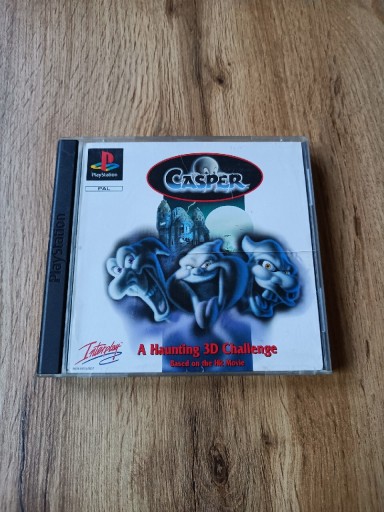 PlayStation
PAL
CASPER
PlayStation
Interplay
A Haunting 3D Challenge
Based on the Hit Movie